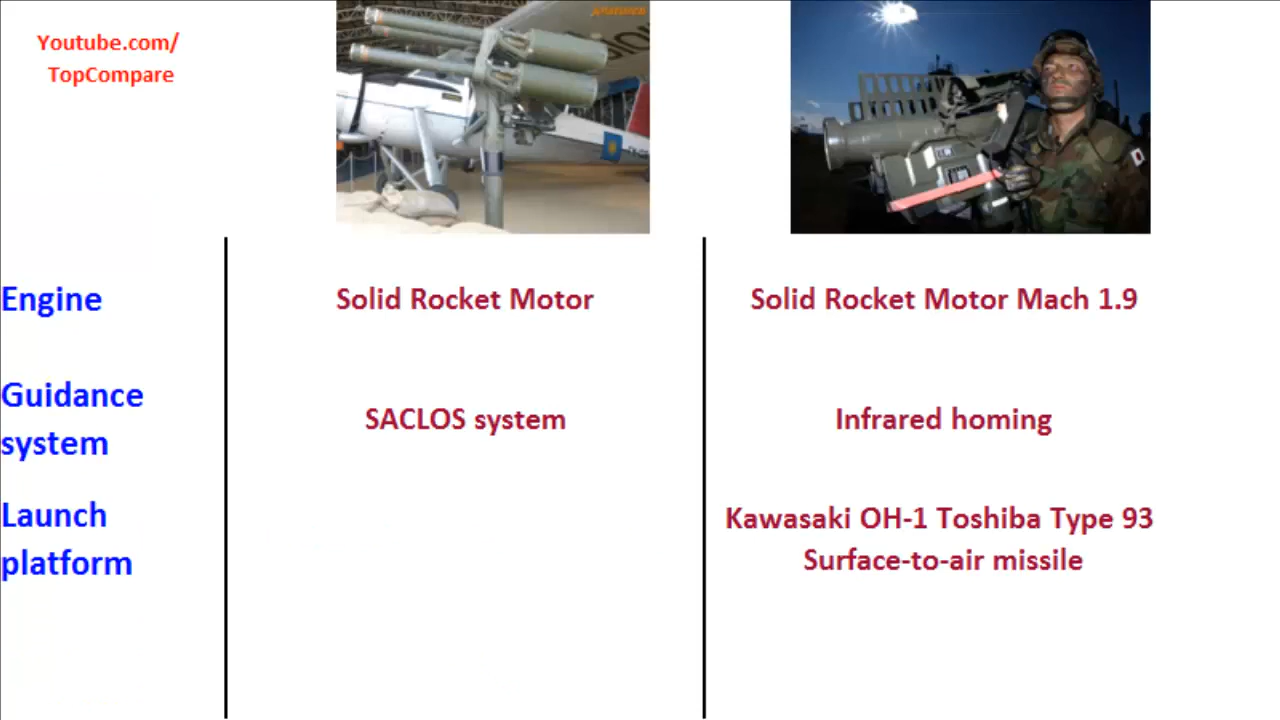 Youtube.com/
TopCompare
Engine
Solid Rocket Motor
Solid Rocket Motor Mach 1.9
Guidance
system
SACLOS system
Infrared homing
Launch
platform
Kawasaki OH-1 Toshiba Type 93
Surface-to-air missile